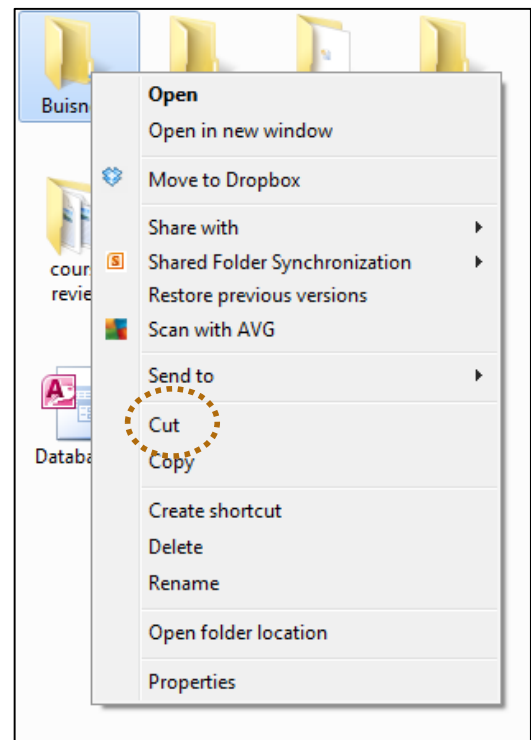 Buisn
Open
Open in new window
Move to Dropbox
Share with
S
Shared Folder Synchronization
cour
revie
Restore previous versions
Scan with AVG
Send to
A
Cut
Databa
Copy
Create shortcut
Delete
Rename
Open folder location
Properties